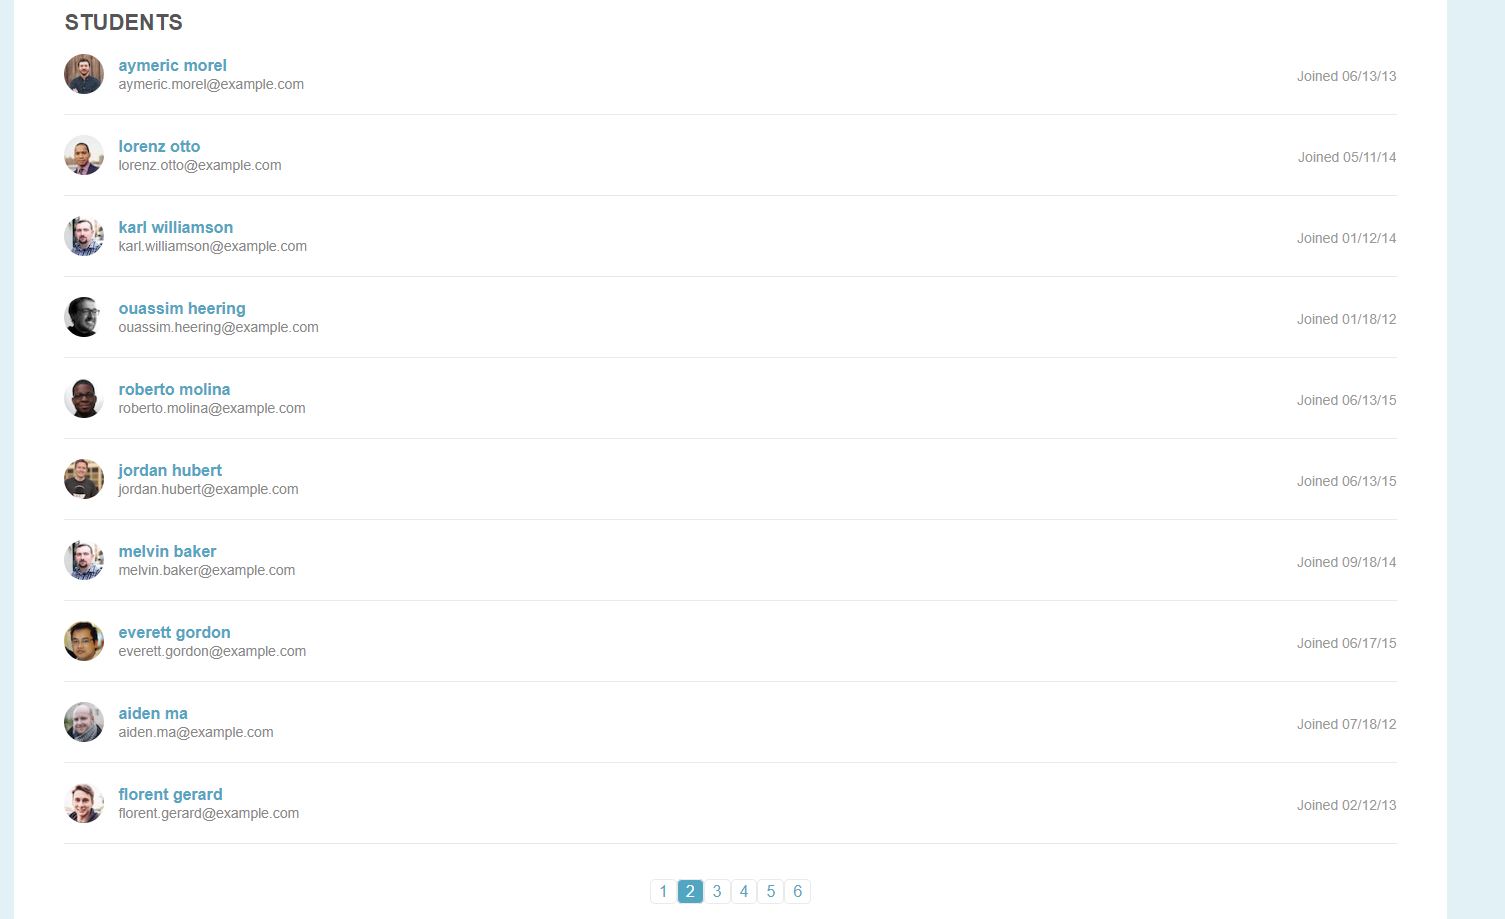 STUDENTS
aymeric morel
aymeric.morel@example.com
Joined 06/13/13
lorenz otto
lorenz.otto@example.com
Joined 05/11/14
karl williamson
karl.williamson@example.com
Joined 01/12/14
ouassim heering
ouassim.heering@example.com
Joined 01/18/12
roberto molina
roberto.molina@example.com
Joined 06/13/15
jordan hubert
jordan.hubert@example.com
Joined 06/13/15
melvin baker
melvin.baker@example.com
Joined 09/18/14
everett gordon
everett.gordon@example.com
Joined 06/17/15
aiden ma
aiden.ma@example.com
Joined 07/18/12
florent gerard
florent.gerard@example.com
Joined 02/12/13
1 2 3 4 5 6